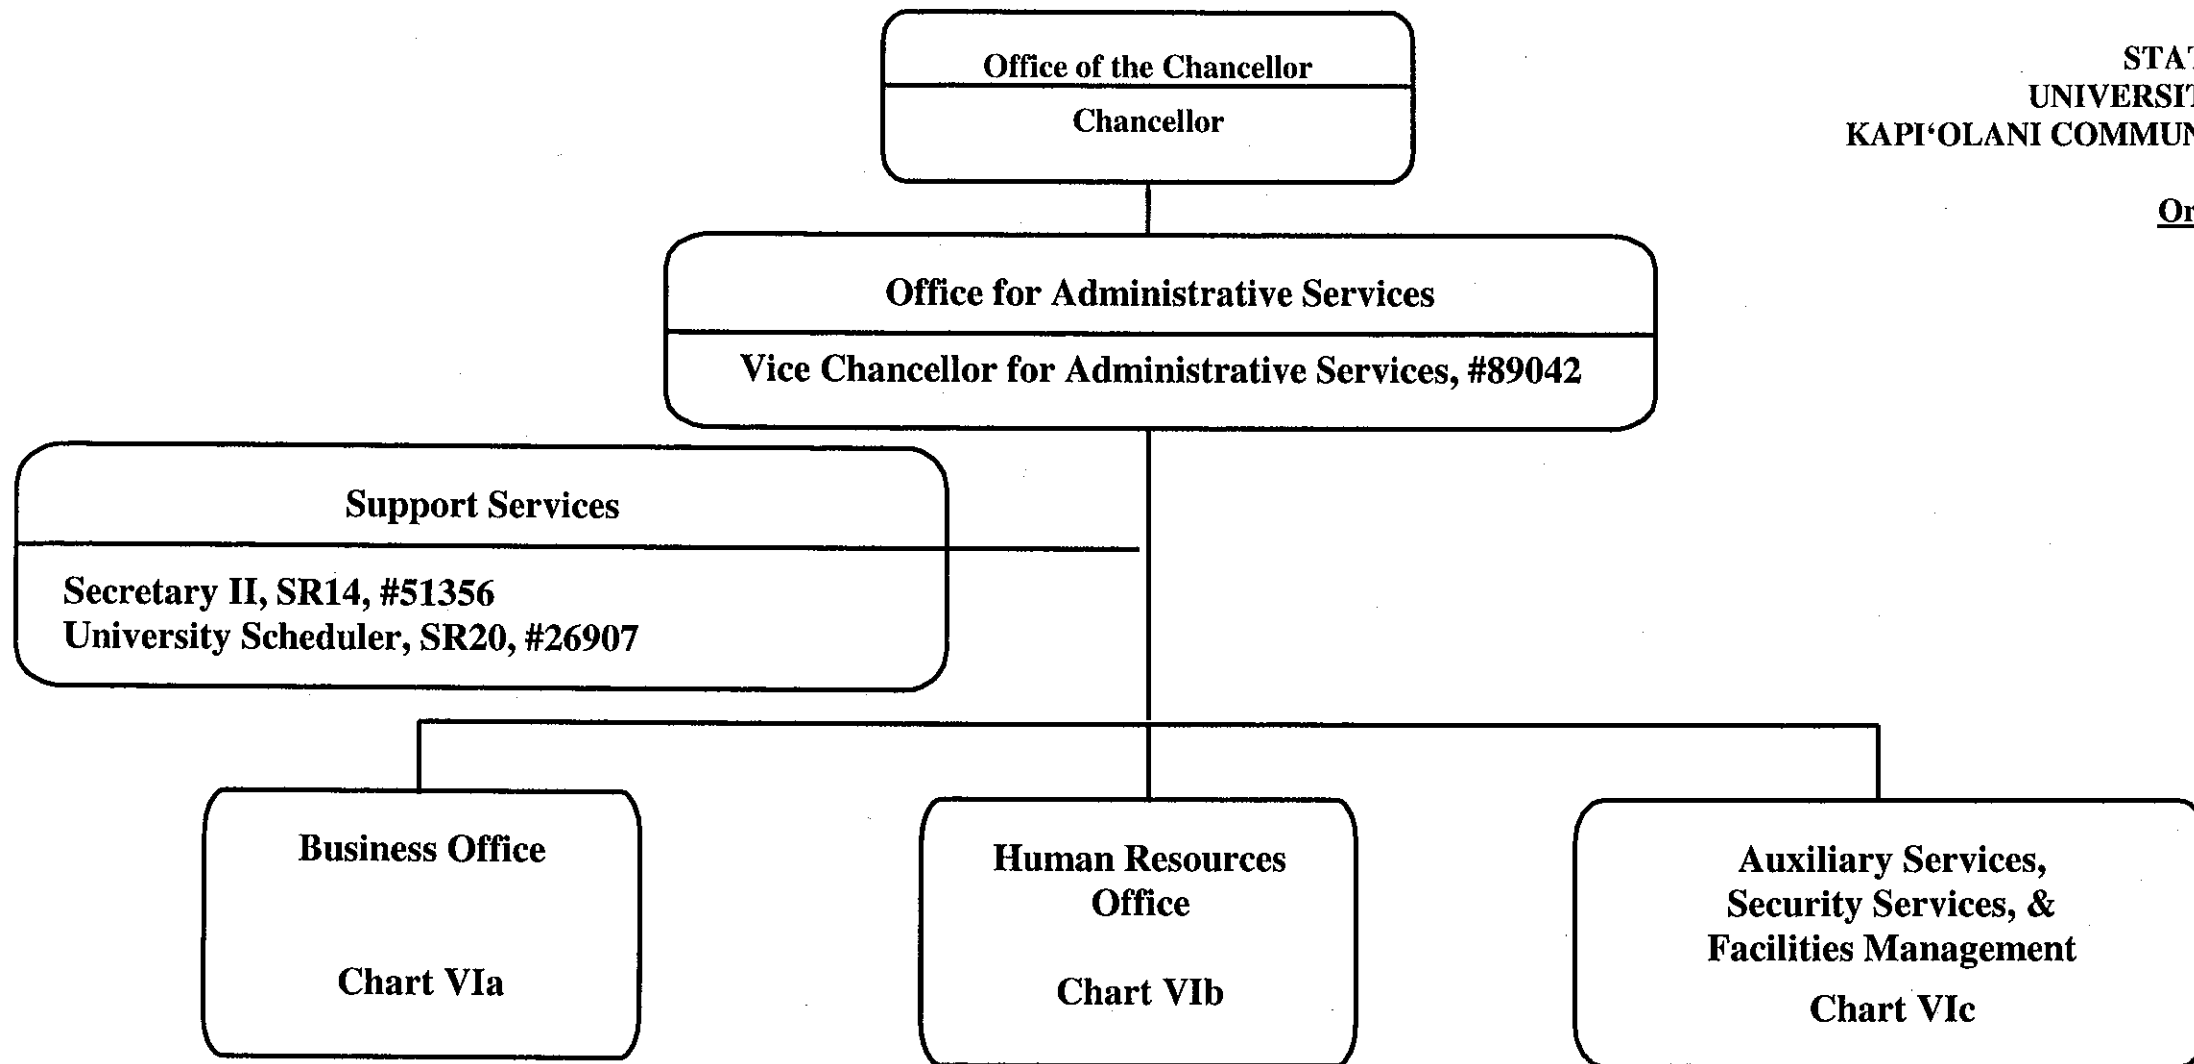 Office of the Chancellor
Chancellor
KAPI‘OLANI
Office for Administrative Services
Vice Chancellor for Administrative Services, #89042
Support Services
Secretary II, SR14, #51356
University Scheduler, SR20, #26907
Business Office
Chart VIa
Human Resources
Office
Chart VIb
Auxiliary Services,
Security Services, &
Facilities Management
Chart VIc